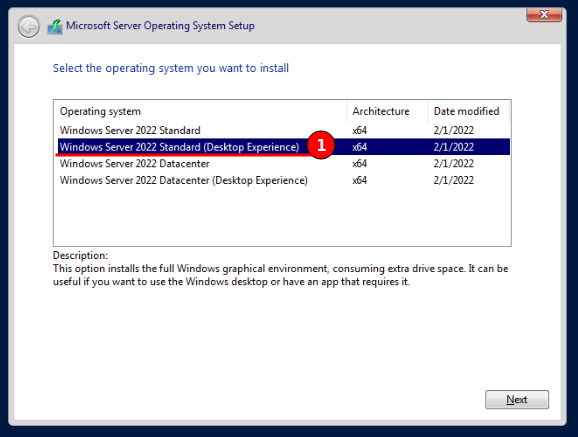 Microsoft Server Operating System Setup
Select the operating system you want to install
Operating system Architecture Date modified
Windows Server 2022 Standard x64 2/1/2022
Windows Server 2022 Standard (Desktop Experience) 1 x64 2/1/2022
Windows Server 2022 Datacenter x64 2/1/2022
Windows Server 2022 Datacenter (Desktop Experience) x64 2/1/2022
Description:
This option installs the full Windows graphical environment, consuming extra drive space. It can be
useful if you want to use the Windows desktop or have an app that requires it.
Next